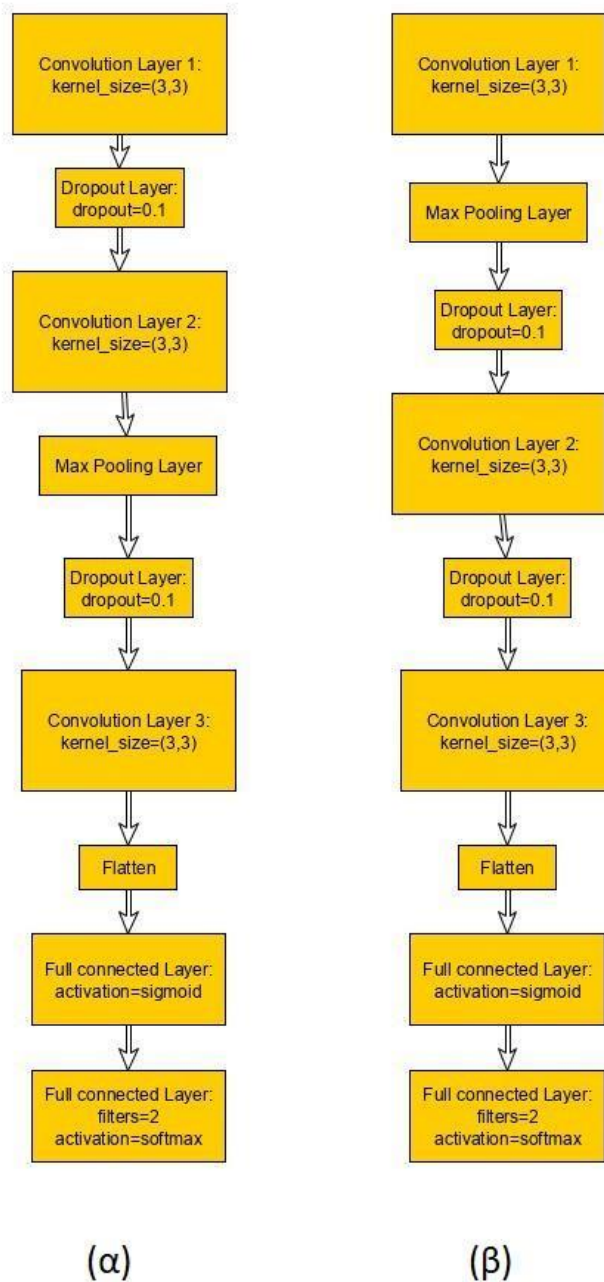 Convolution Layer 1:
kernel_size=(3,3)
Dropout Layer:
dropout=0.1
Convolution Layer 2:
kernel_size=(3,3)
Max Pooling Layer
Dropout Layer:
dropout=0.1
Convolution Layer 3:
kernel_size=(3,3)
Flatten
Full connected Layer:
activation=sigmoid
Full connected Layer:
filters=2
activation=softmax
(α)
Convolution Layer 1:
kernel_size=(3,3)
Max Pooling Layer
Dropout Layer:
dropout=0.1
Convolution Layer 2:
kernel_size=(3,3)
Dropout Layer:
dropout=0.1
Convolution Layer 3:
kernel_size=(3,3)
Flatten
Full connected Layer:
activation=sigmoid
Full connected Layer:
filters=2
activation=softmax
(β)